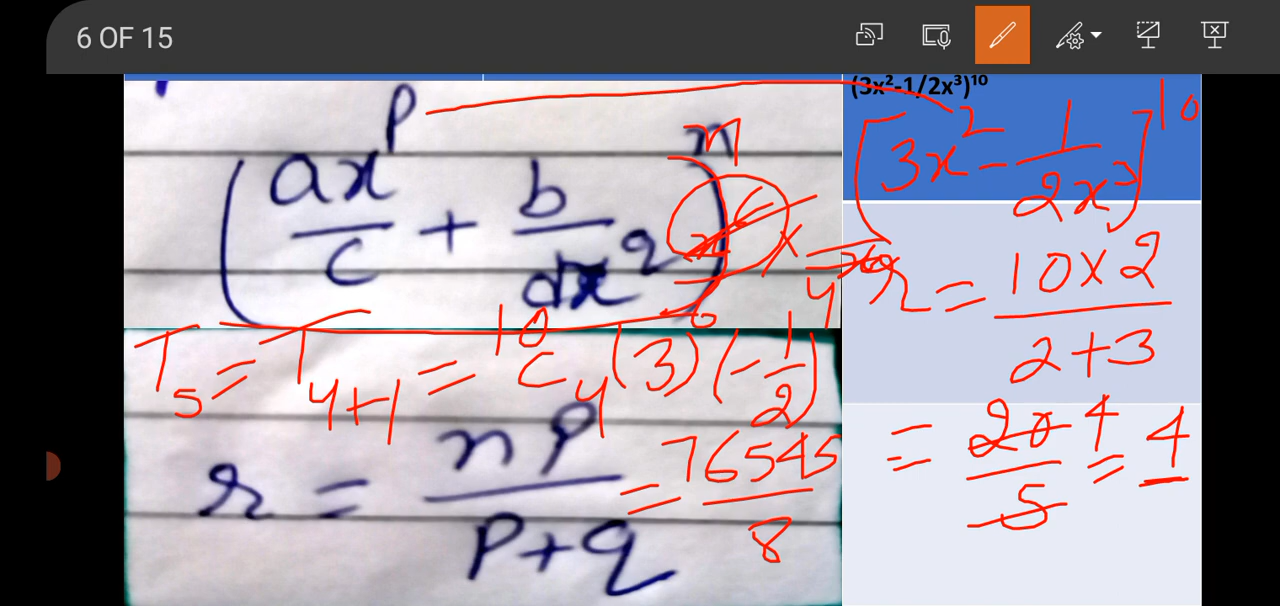 6 OF 15
(3x²-1/2x³)¹⁰
(ax^p/c + b/dx^q)^n
[3x² - 1/2x³]^10
r = 10×2/2+3
= 20/5 4 = 4
T₅ = T₄₊₁ = ¹⁰C₄ (3) (-1/2)
= 76545/8
r = np/p+q